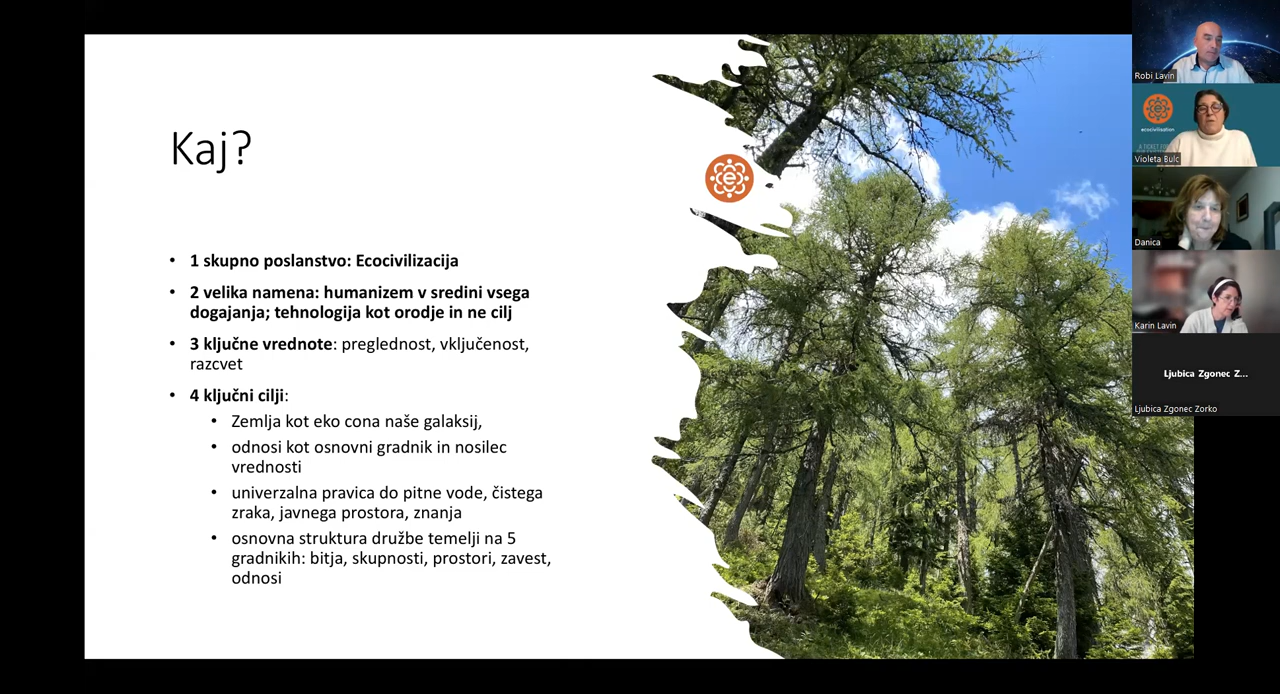 Kaj?
• 1 skupno poslanstvo: Ecocivilizacija
• 2 velika namena: humanizem v sredini vsega
dogajanja; tehnologija kot orodje in ne cilj
• 3 ključne vrednote: preglednost, vključenost,
razcvet
• 4 ključni cilji:
• Zemlja kot eko cona naše galaksij,
• odnosi kot osnovni gradnik in nosilec
vrednosti
• univerzalna pravica do pitne vode, čistega
zraka, javnega prostora, znanja
• osnovna struktura družbe temelji na 5
gradnikih: bitja, skupnosti, prostori, zavest,
odnosi
e
Robi Lavin
e
ecocivilisation
A TICKET FOR
Violeta Bulc
Danica
Karin Lavin
Ljubica Zgonec Z...
Ljubica Zgonec Zorko